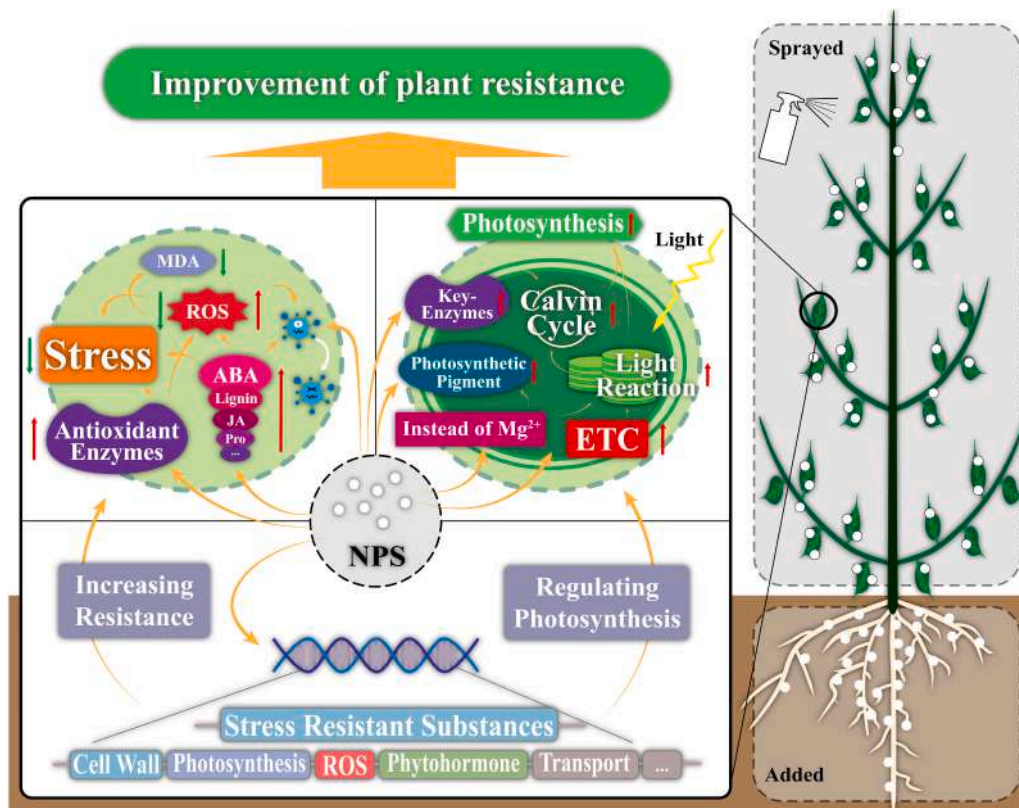 Improvement of plant resistance
Sprayed
MDA
ROS
Stress
ABA
Lignin
JA
Pro
...
Antioxidant
Enzymes
Photosynthesis
Light
Key-
Enzymes
Calvin
Cycle
Photosynthetic
Pigment
Light
Reaction
Instead of Mg²⁺
ETC
NPS
Increasing
Resistance
Regulating
Photosynthesis
Stress Resistant Substances
Cell Wall Photosynthesis ROS Phytohormone Transport ...
Added